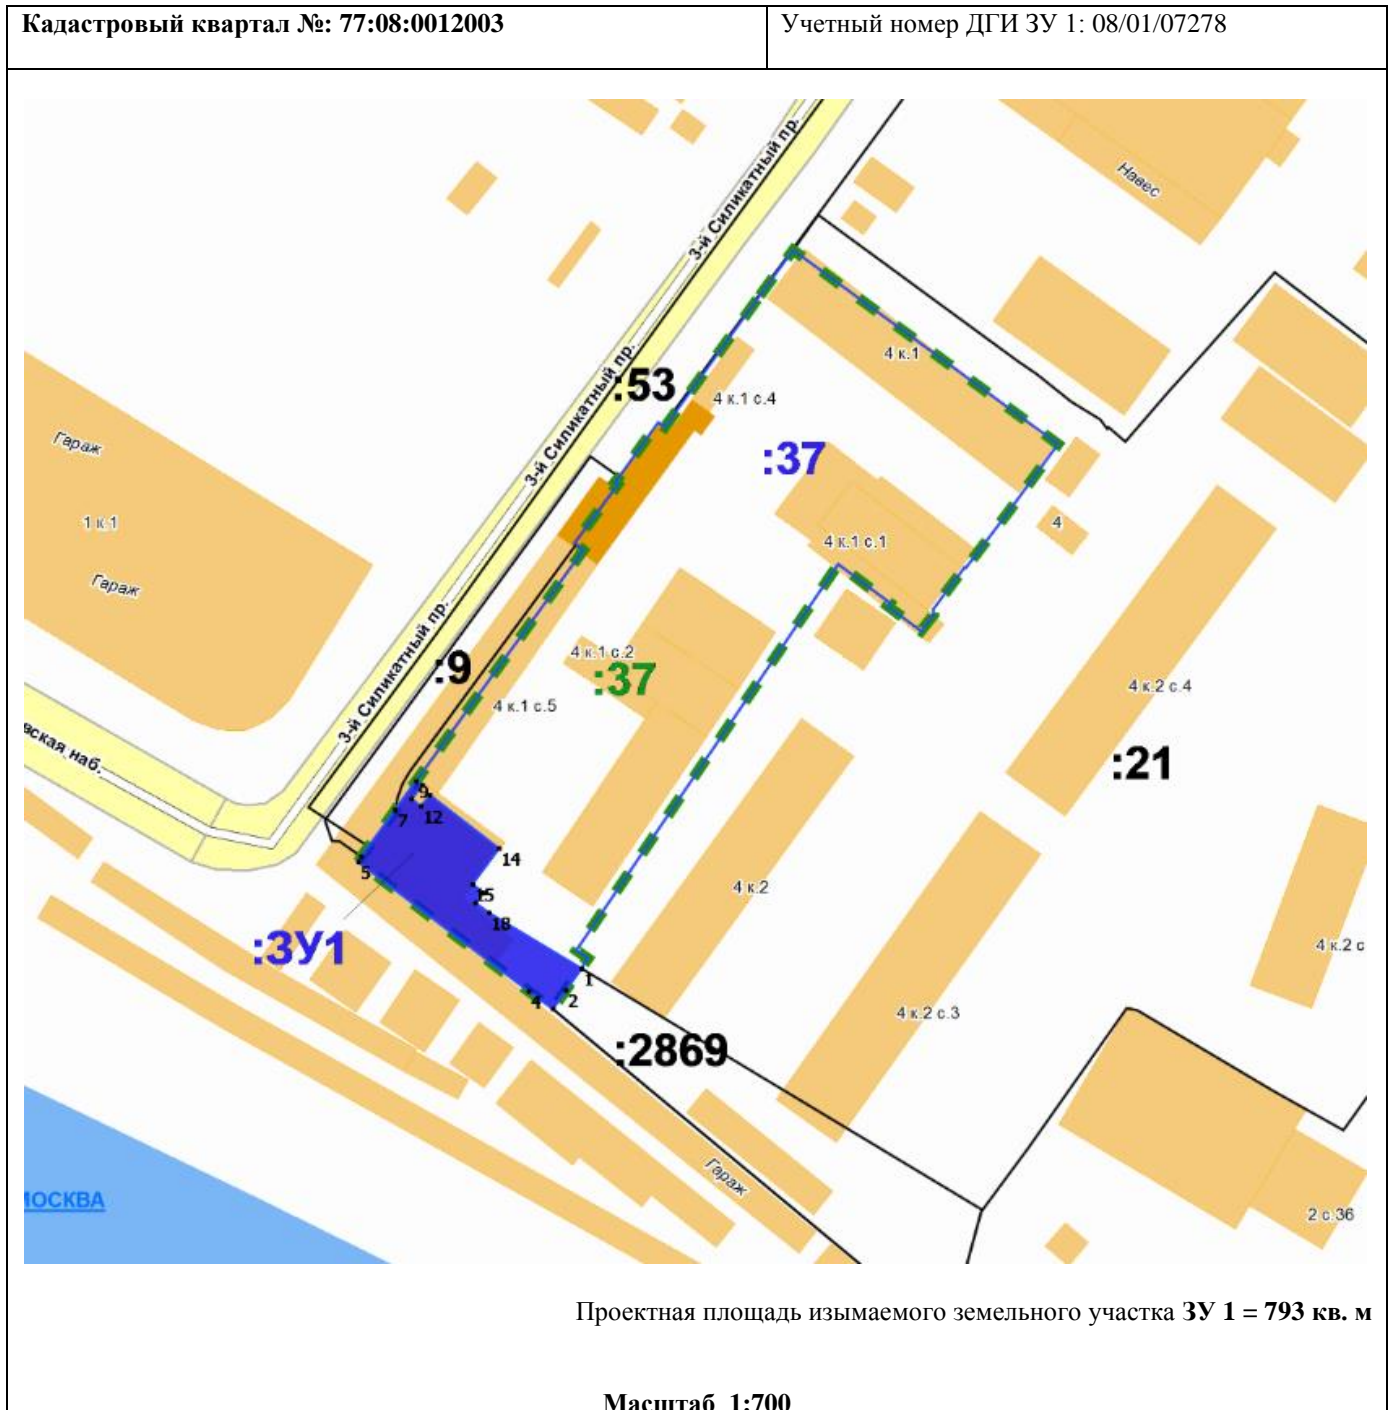 Кадастровый квартал №: 77:08:0012003
Учетный номер ДГИ ЗУ 1: 08/01/07278
3-й Силикатный пр.
Навес
3-й Силикатный пр.
:53
4 к.1
4 к.1 с.4
Гараж
:37
1 к.1
4
4 к.1 с.1
Гараж
3-й Силикатный пр.
4 к.1 с.2
:9
:37
4 к.1 с.5
4 к.2 с.4
вская наб.
:21
9
7
12
14
5
15
4 к.2
18
:ЗУ1
4 к.2 с
1
2
4
4 к.2 с.3
:2869
Гараж
МОСКВА
2 с.36
Проектная площадь изымаемого земельного участка ЗУ 1 = 793 кв. м
Масштаб 1:700